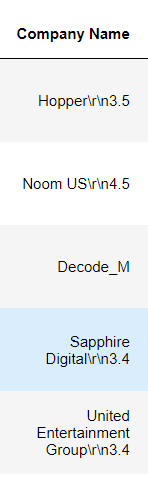 Company Name
Hopper\r\n3.5
Noom US\r\n4.5
Decode_M
Sapphire
Digital\r\n3.4
United
Entertainment
Group\r\n3.4